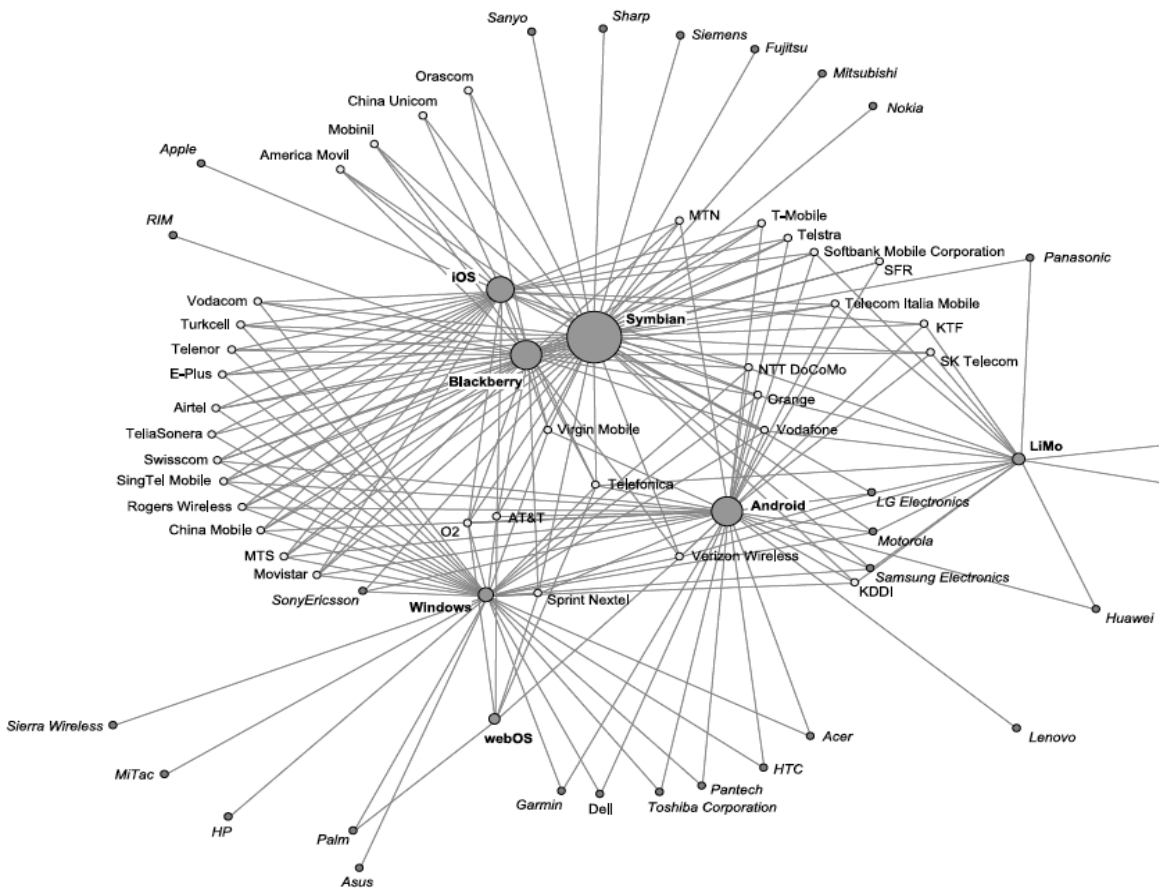 Sanyo
Sharp
Siemens
Fujitsu
Mitsubishi
Orascom
China Unicom
Nokia
Mobinil
Apple
America Movil
RIM
MTN
T-Mobile
Telstra
Softbank Mobile Corporation
SFR
Panasonic
iOS
Vodacom
Symbian
Telecom Italia Mobile
Turkcell
KTF
Telenor
SK Telecom
E-Plus
Blackberry
NTT DoCoMo
Orange
Airtel
TeliaSonera
Virgin Mobile
Vodafone
LiMo
Swisscom
SingTel Mobile
Telefonica
LG Electronics
Rogers Wireless
Android
China Mobile
O2
AT&T
Motorola
MTS
Verizon Wireless
Movistar
Samsung Electronics
SonyEricsson
Windows
Sprint Nextel
KDDI
Huawei
Sierra Wireless
webOS
Acer
Lenovo
MiTac
HTC
Pantech
Garmin
Dell
Toshiba Corporation
HP
Palm
Asus